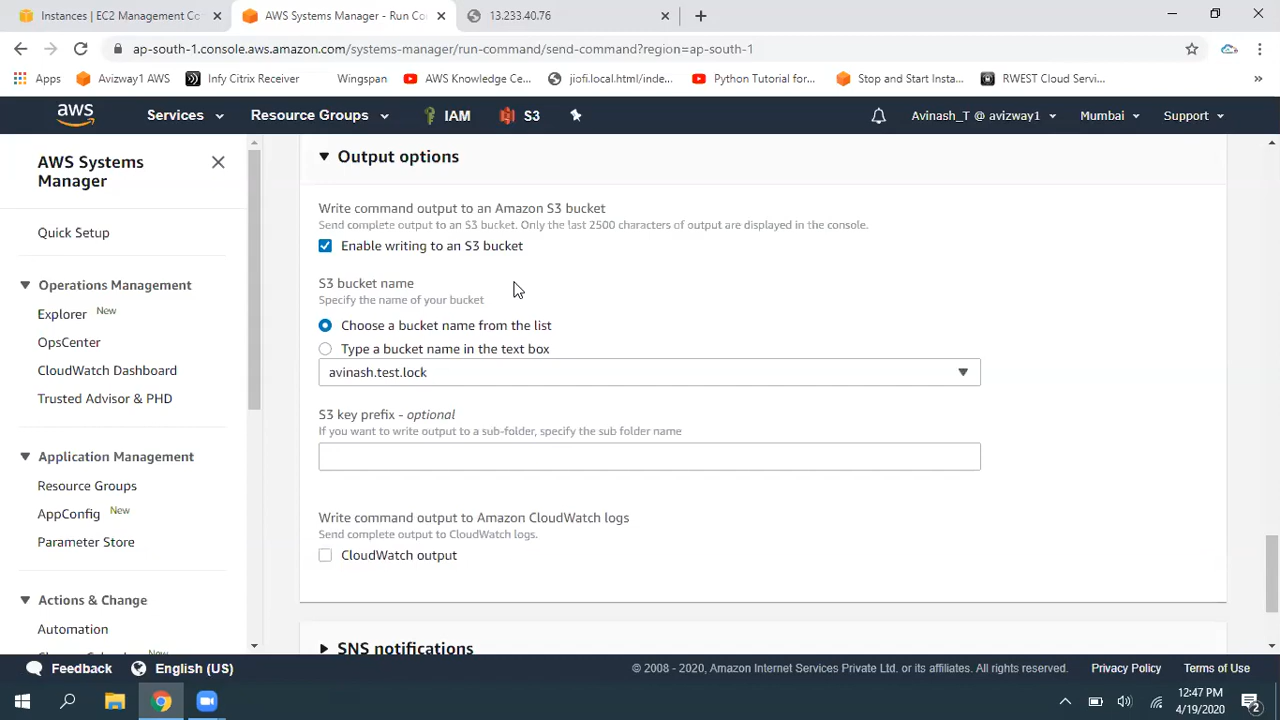 Instances | EC2 Management Co
AWS Systems Manager - Run Co
13.233.40.76
ap-south-1.console.aws.amazon.com/systems-manager/run-command/send-command?region=ap-south-1
Apps
Avizway1 AWS
Infy Citrix Receiver
Wingspan
AWS Knowledge Ce...
jiofi.local.html/inde...
Python Tutorial for...
Stop and Start Insta...
RWEST Cloud Servi...
»
aws
Services
Resource Groups
IAM
S3
Avinash_T @ avizway1
Mumbai
Support
AWS Systems
Manager
Quick Setup
Operations Management
Explorer New
OpsCenter
CloudWatch Dashboard
Trusted Advisor & PHD
Application Management
Resource Groups
AppConfig New
Parameter Store
Actions & Change
Automation
New
Output options
Write command output to an Amazon S3 bucket
Send complete output to an S3 bucket. Only the last 2500 characters of output are displayed in the console.
Enable writing to an S3 bucket
S3 bucket name
Specify the name of your bucket
Choose a bucket name from the list
Type a bucket name in the text box
avinash.test.lock
S3 key prefix - optional
If you want to write output to a sub-folder, specify the sub folder name
Write command output to Amazon CloudWatch logs
Send complete output to CloudWatch logs.
CloudWatch output
SNS notifications
Feedback
English (US)
© 2008 - 2020, Amazon Internet Services Private Ltd. or its affiliates. All rights reserved.
Privacy Policy
Terms of Use
12:47 PM
4/19/2020
2